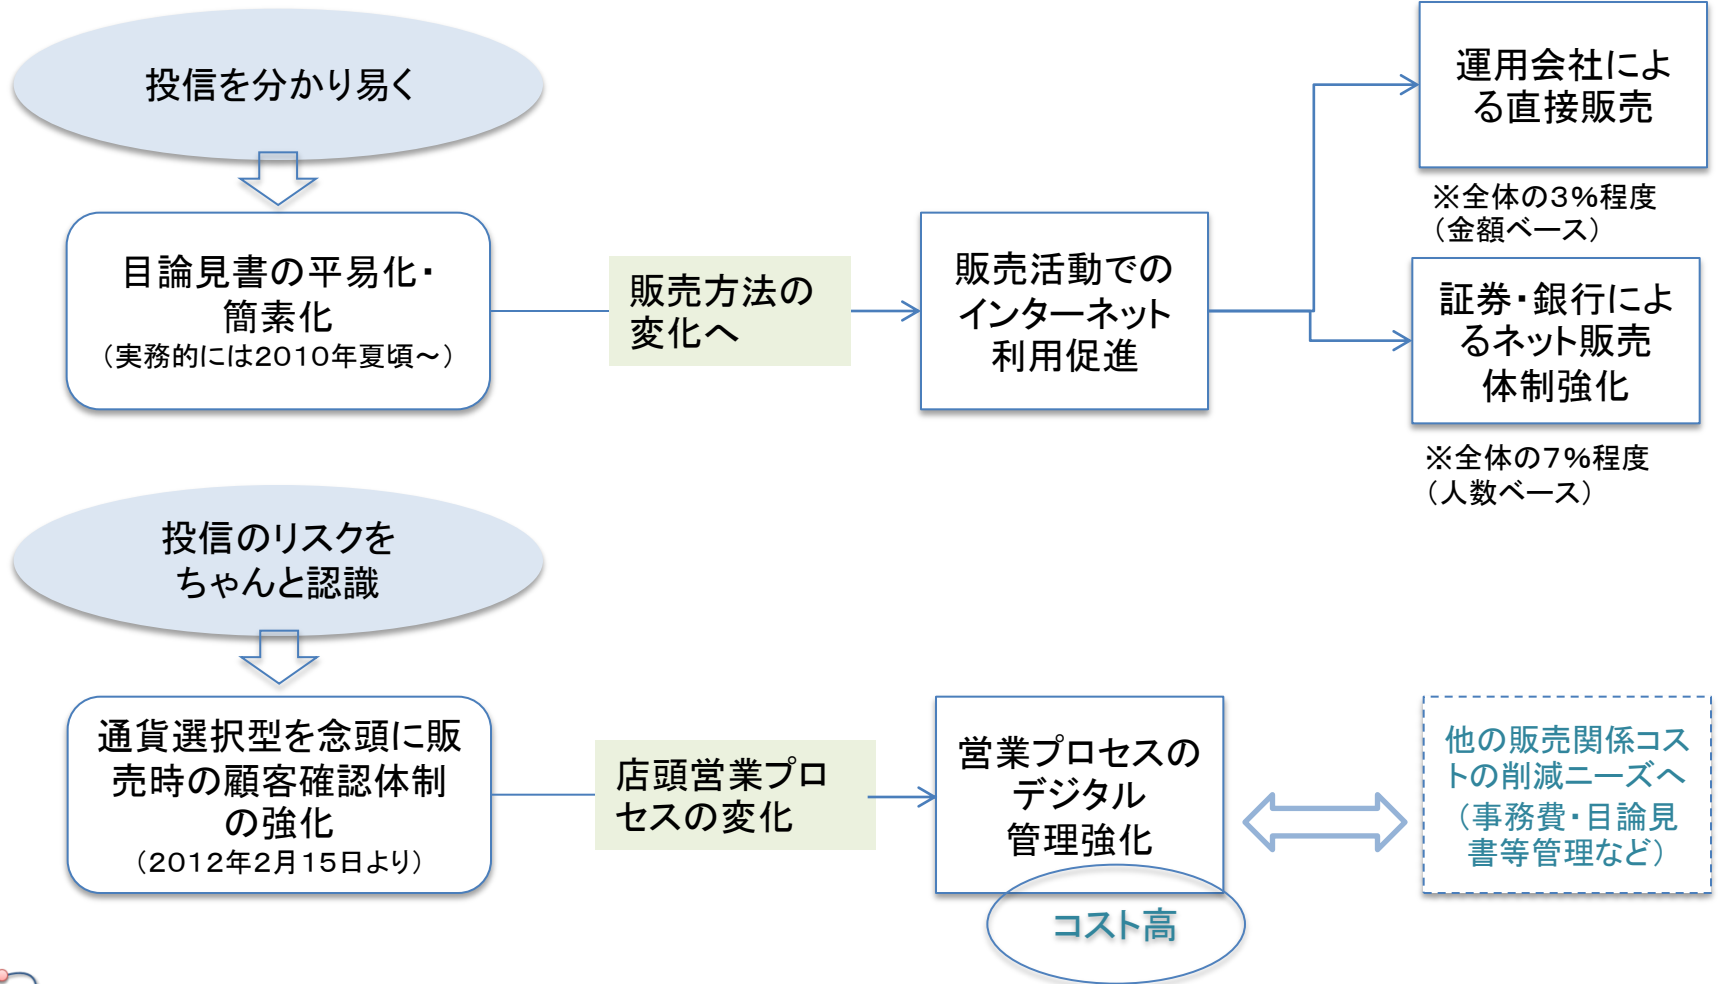 投信を分かり易く
目論見書の平易化・
簡素化
（実務的には2010年夏頃～）
販売方法の
変化へ
販売活動での
インターネット
利用促進
運用会社によ
る直接販売
※全体の3％程度
（金額ベース）
証券・銀行によ
るネット販売
体制強化
※全体の7％程度
（人数ベース）
投信のリスクを
ちゃんと認識
通貨選択型を念頭に販
売時の顧客確認体制
の強化
（2012年2月15日より）
店頭営業プロ
セスの変化
営業プロセスの
デジタル
管理強化
コスト高
他の販売関係コス
トの削減ニーズへ
（事務費・目論見
書等管理など）